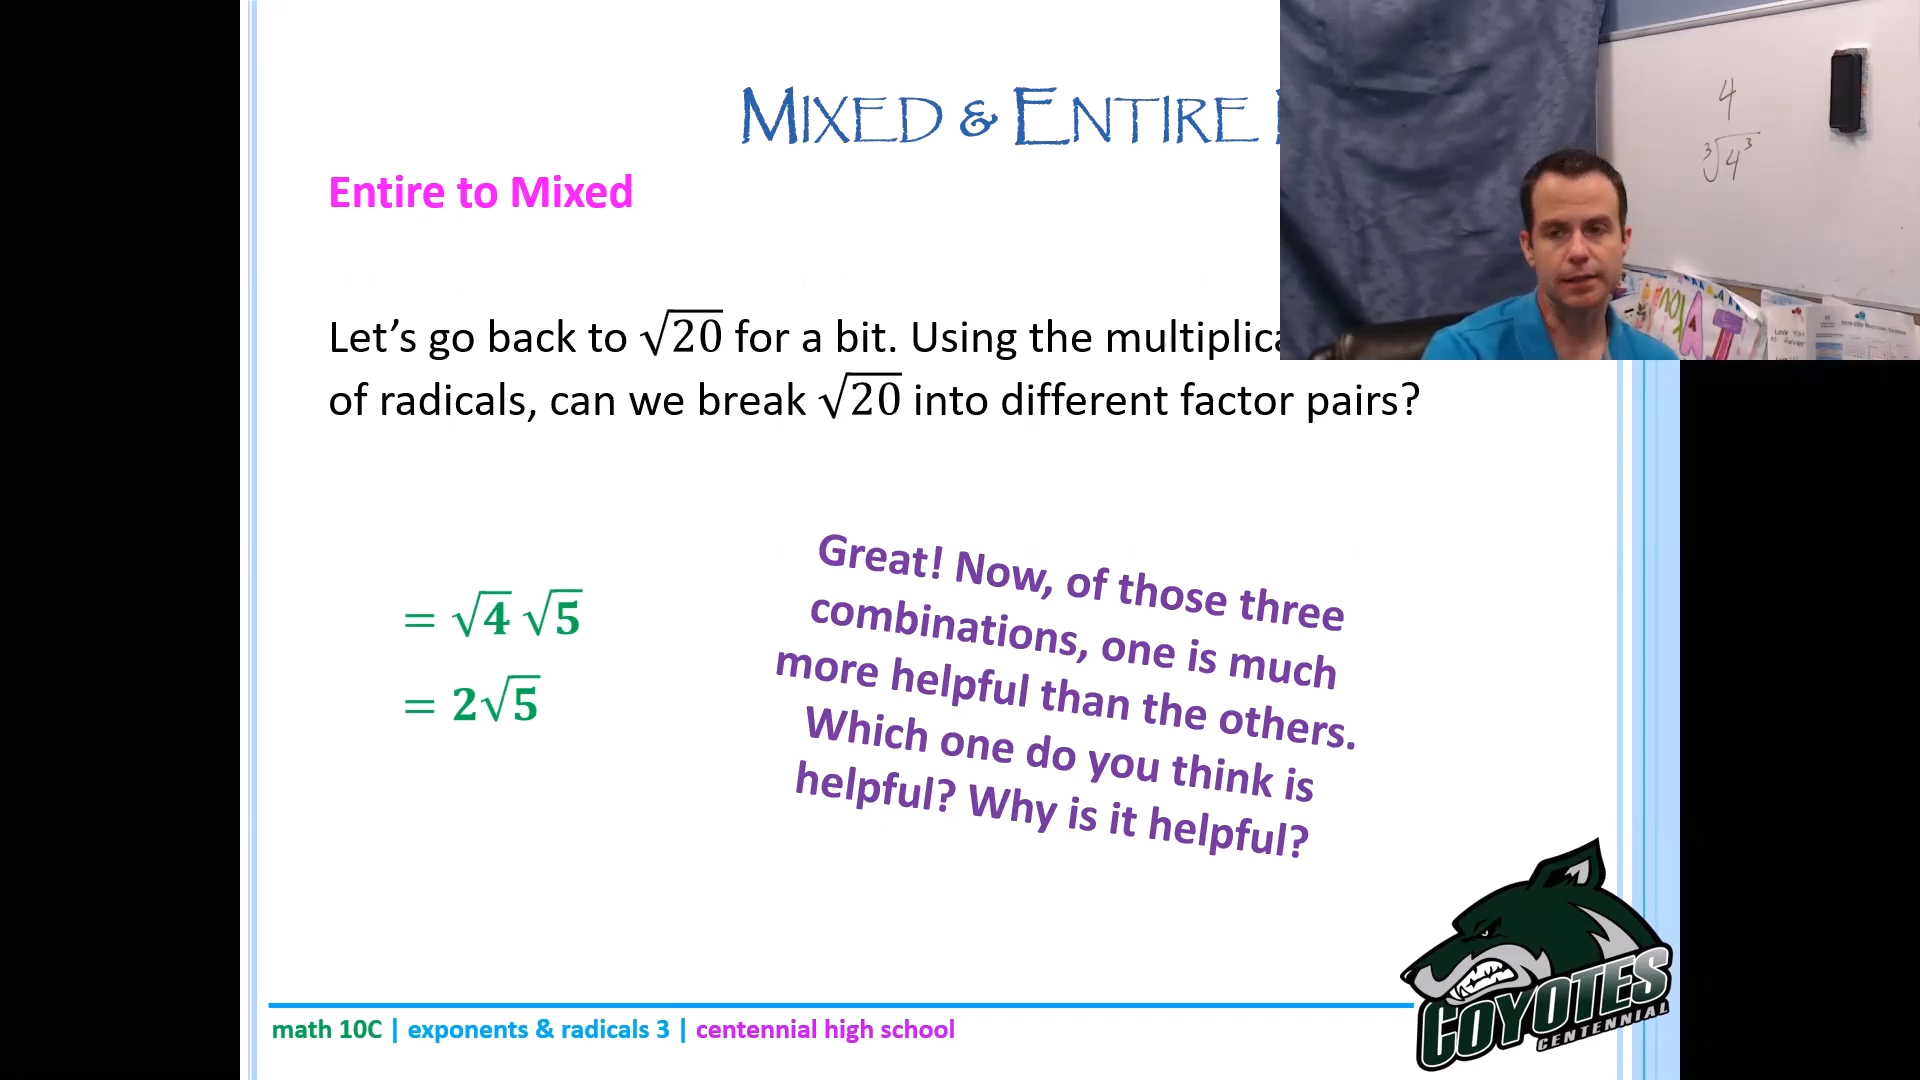 MIXED & ENTIRE
Entire to Mixed
Let's go back to √20 for a bit. Using the multiplica
of radicals, can we break √20 into different factor pairs?
= √4 √5
= 2√5
Great! Now, of those three
combinations, one is much
more helpful than the others.
Which one do you think is
helpful? Why is it helpful?
4
³√4³
COYOTES
CENTENNIAL
math 10C | exponents & radicals 3 | centennial high school